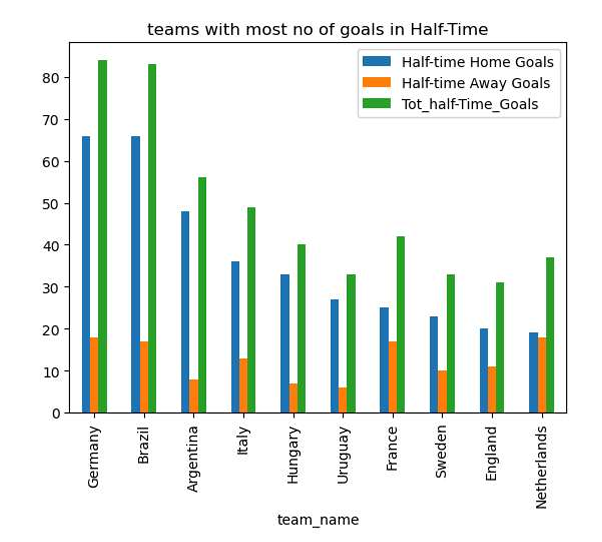 teams with most no of goals in Half-Time
Half-time Home Goals
Half-time Away Goals
Tot_half-Time_Goals
80
70
60
50
40
30
20
10
0
Germany
Brazil
Argentina
Italy
Hungary
Uruguay
France
Sweden
England
Netherlands
team_name